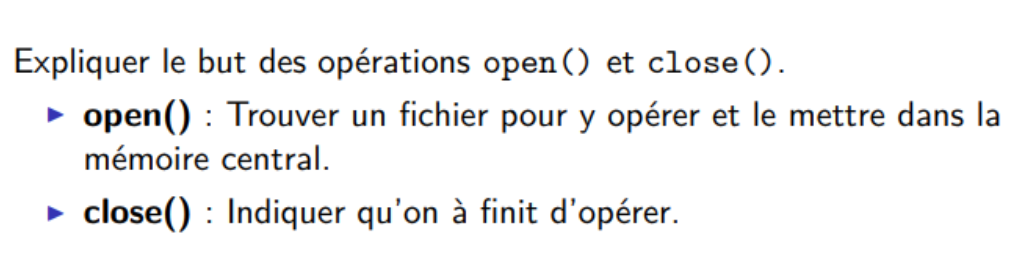 Expliquer le but des opérations open() et close().
▶ open() : Trouver un fichier pour y opérer et le mettre dans la
mémoire central.
▶ close() : Indiquer qu'on à finit d'opérer.